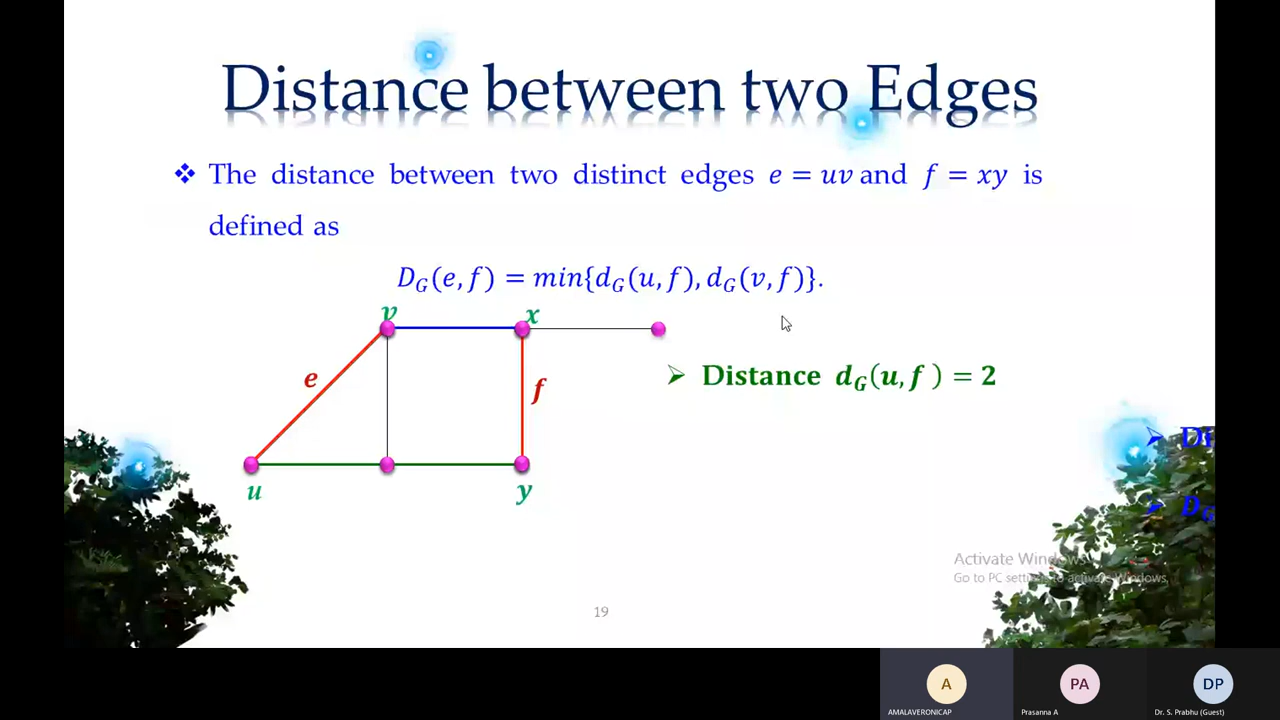 Distance between two Edges
❖ The distance between two distinct edges e = uv and f = xy is
defined as
D_G(e, f) = min{d_G(u, f), d_G(v, f)}.
v x
e f
➢ Distance d_G(u, f) = 2
u y
➢ Di
➢ D_G
Activate Windows
Go to PC settings to activate Windows.
19
A PA DP
AMALAVERONICAP Prasanna A Dr. S. Prabhu (Guest)